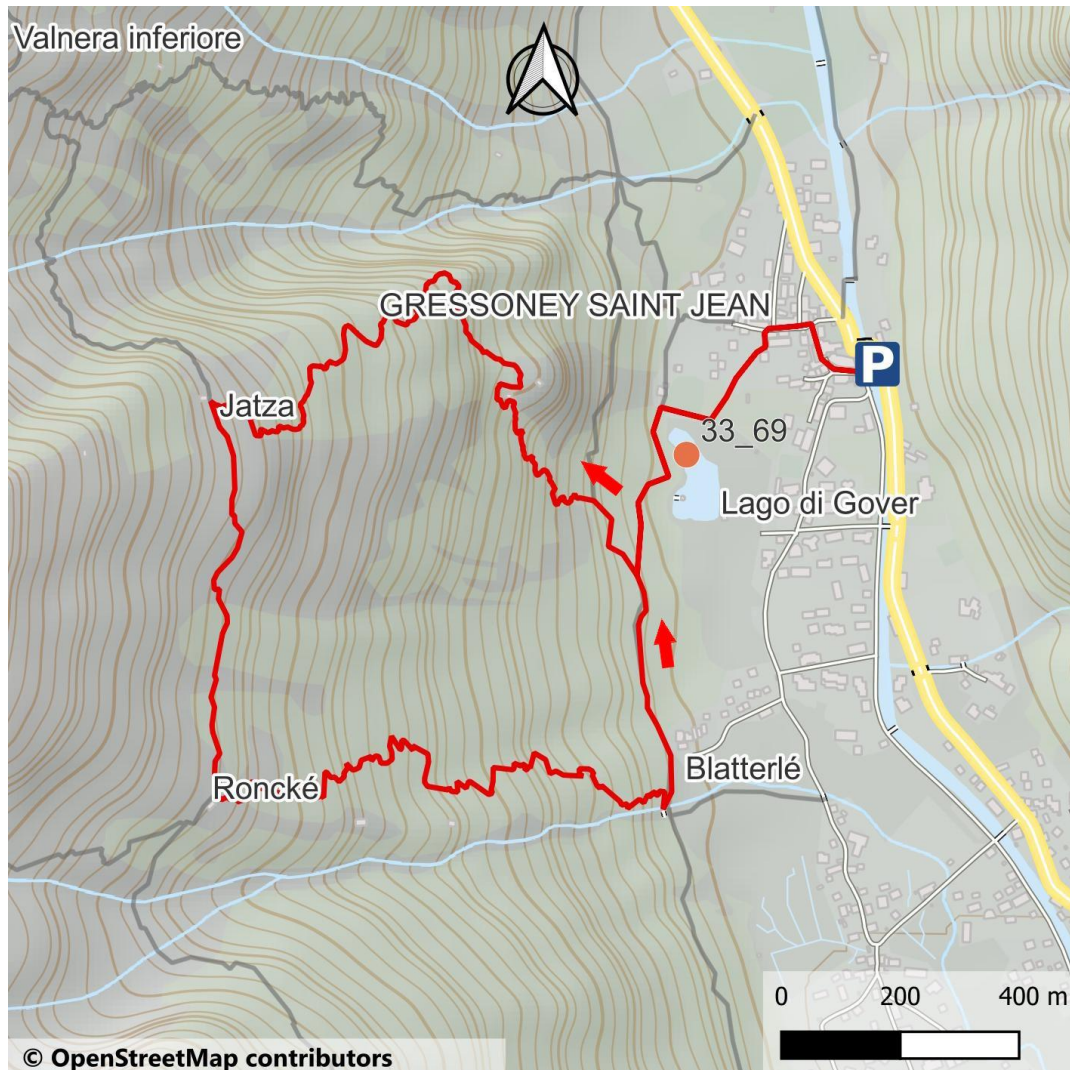 Valnera inferiore
GRESSONEY SAINT JEAN
P
Jatza
33_69
Lago di Gover
Blatterlé
Roncké
0 200 400 m
© OpenStreetMap contributors